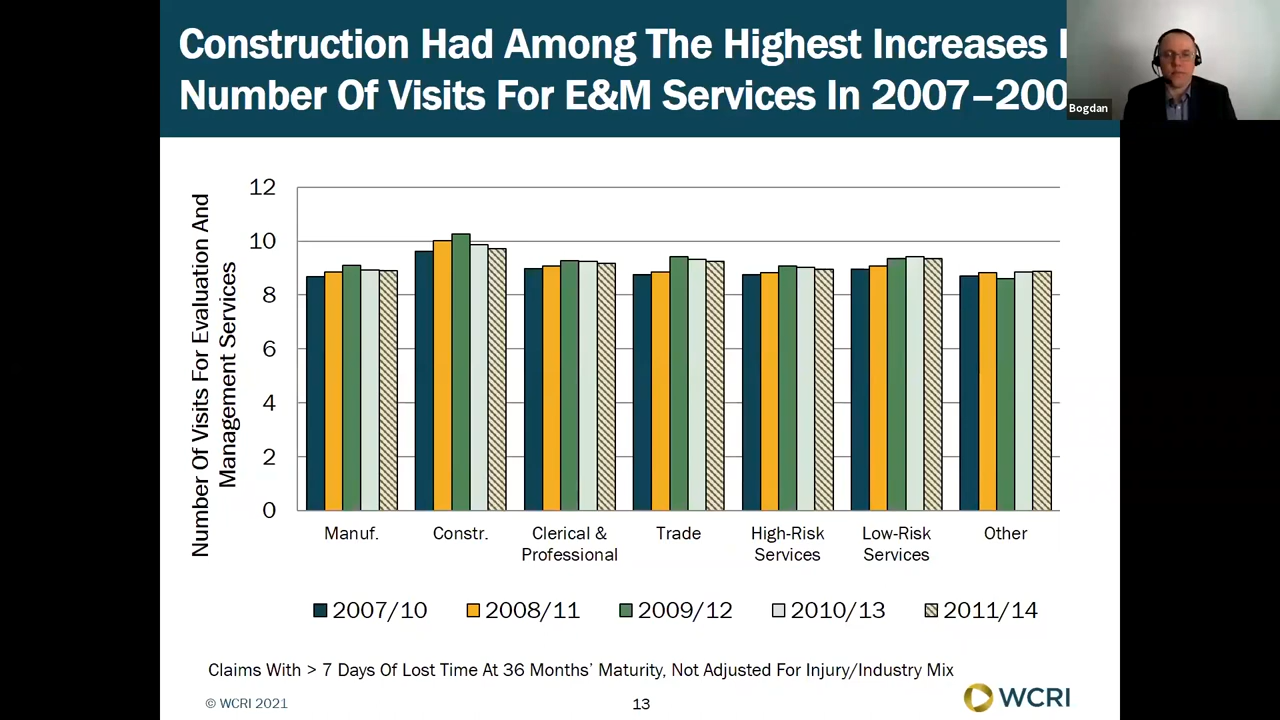 Construction Had Among The Highest Increases
Number Of Visits For E&M Services In 2007–200
Bogdan
Number Of Visits For Evaluation And
Management Services
12
10
8
6
4
2
0
Manuf.
Constr.
Clerical &
Professional
Trade
High-Risk
Services
Low-Risk
Services
Other
2007/10
2008/11
2009/12
2010/13
2011/14
Claims With > 7 Days Of Lost Time At 36 Months’ Maturity, Not Adjusted For Injury/Industry Mix
© WCRI 2021
13
WCRI